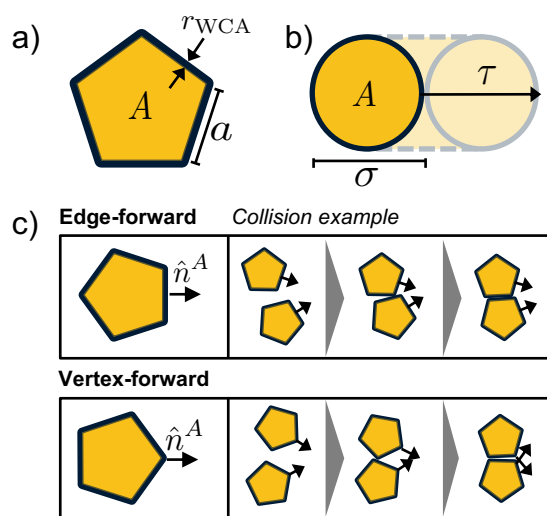 a)
r_WCA
A
a
b)
A
τ
σ
c)
Edge-forward
Collision example
n̂^A
Vertex-forward
n̂^A